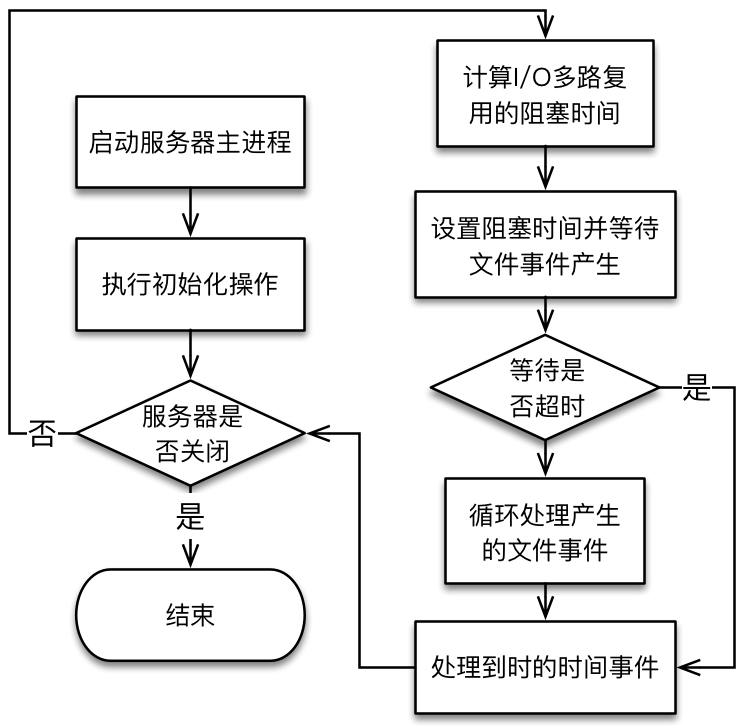 启动服务器主进程
执行初始化操作
服务器是
否关闭
否
是
结束
计算I/O多路复
用的阻塞时间
设置阻塞时间并等待
文件事件产生
等待是
否超时
是
循环处理产生
的文件事件
处理到时的时间事件